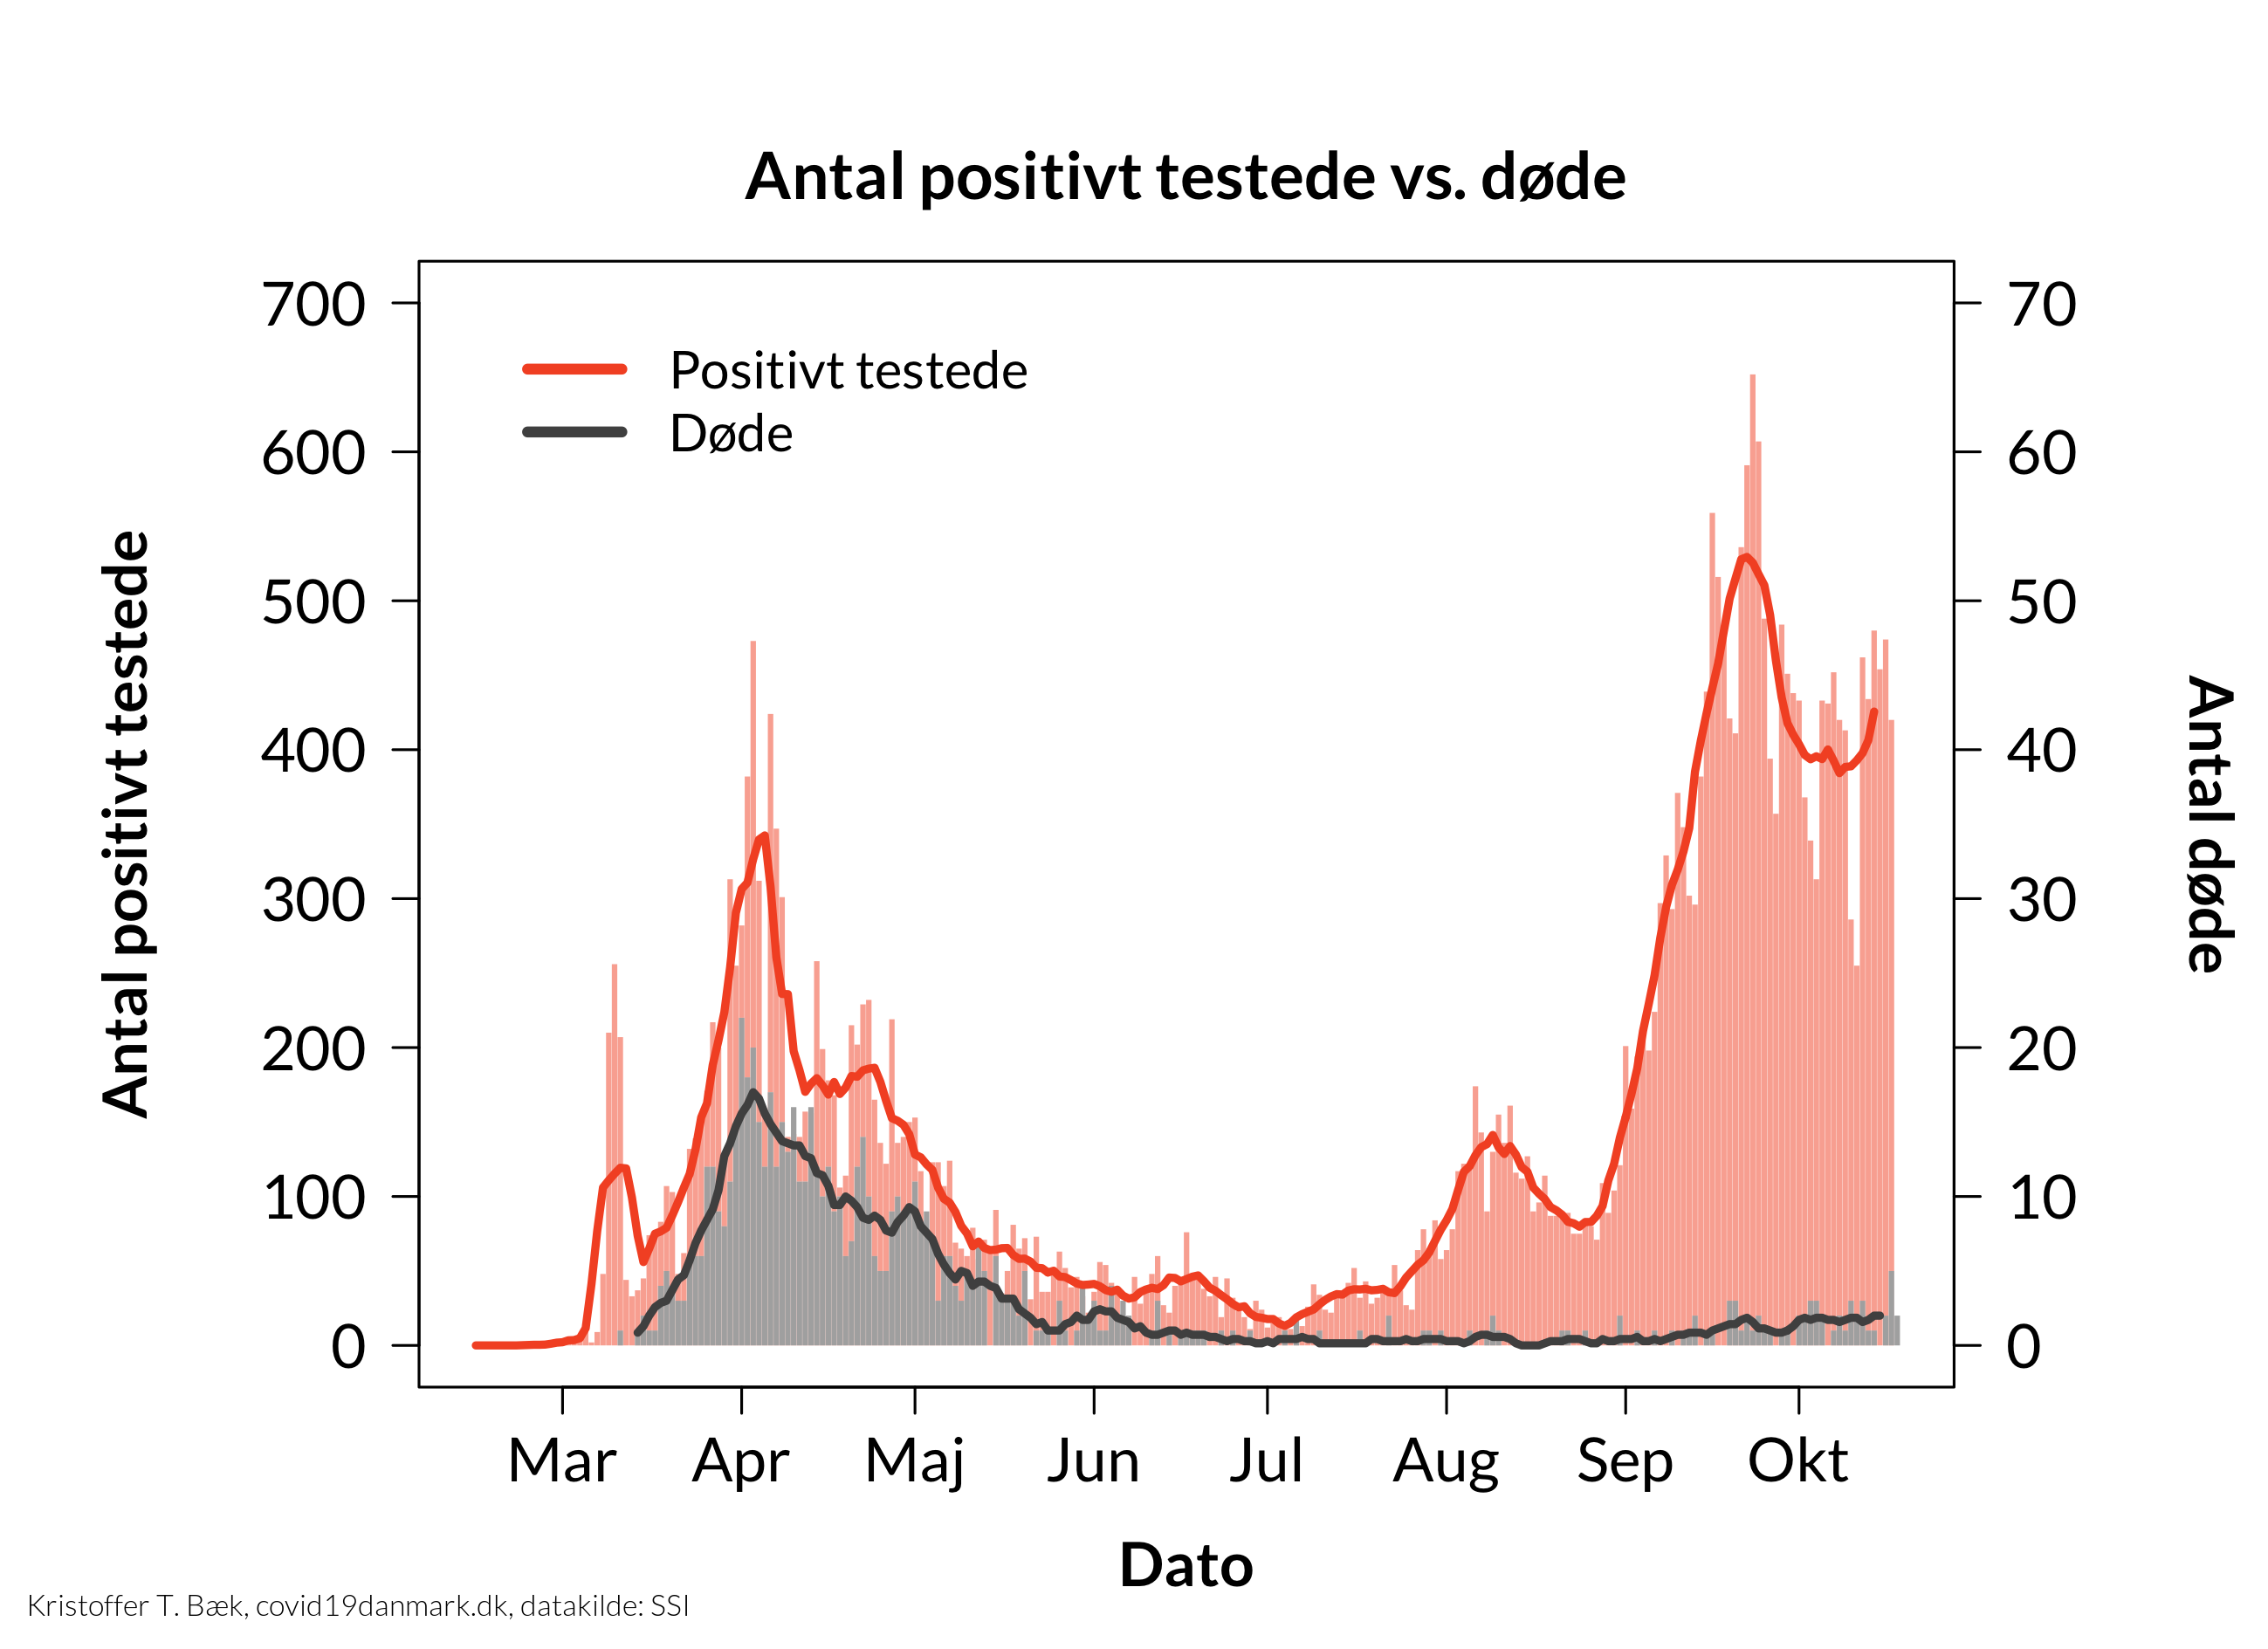 Antal positivt testede vs. døde
Positivt testede
Døde
700
600
500
400
300
200
100
0
Antal positivt testede
70
60
50
40
30
20
10
0
Antal døde
Mar Apr Maj Jun Jul Aug Sep Okt
Dato
Kristoffer T. Bæk, covid19danmark.dk, datakilde: SSI